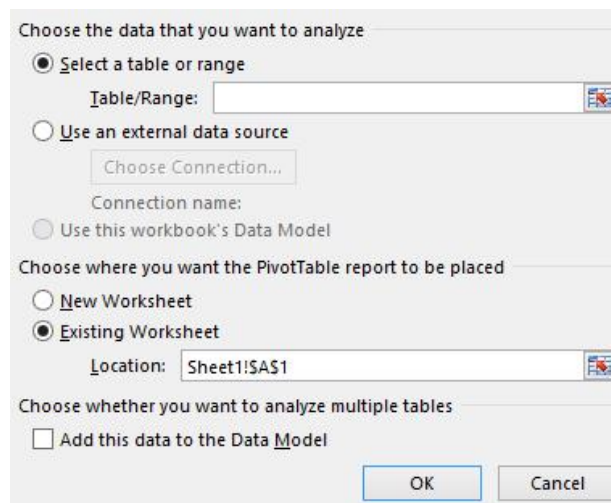 Choose the data that you want to analyze
Select a table or range
Table/Range:
Use an external data source
Choose Connection...
Connection name:
Use this workbook's Data Model
Choose where you want the PivotTable report to be placed
New Worksheet
Existing Worksheet
Location: Sheet1!$A$1
Choose whether you want to analyze multiple tables
Add this data to the Data Model
OK Cancel